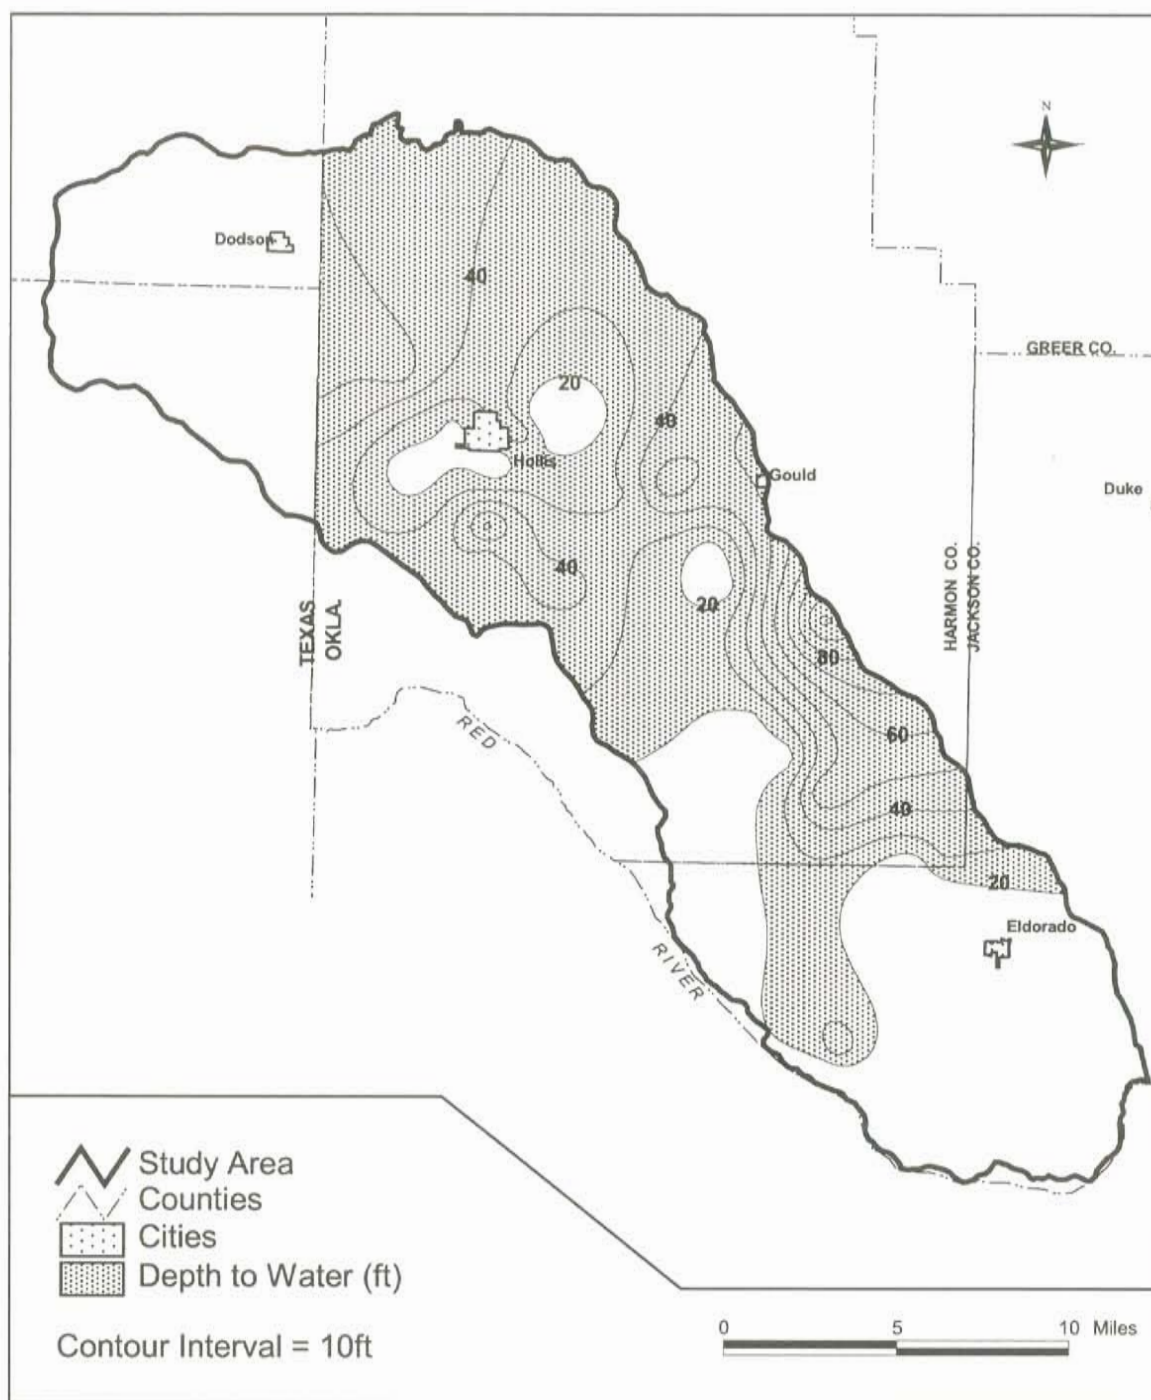 N
Dodson
40
GREER CO.
20
40
Hollis
Gould
Duke
40
20
HARMON CO.
JACKSON CO.
TEXAS
OKLA.
80
RED
60
40
20
Eldorado
RIVER
Study Area
Counties
Cities
Depth to Water (ft)
Contour Interval = 10ft
0 5 10 Miles